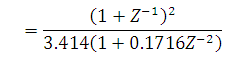 = (1 + Z⁻¹)² / 3.414(1 + 0.1716Z⁻²)